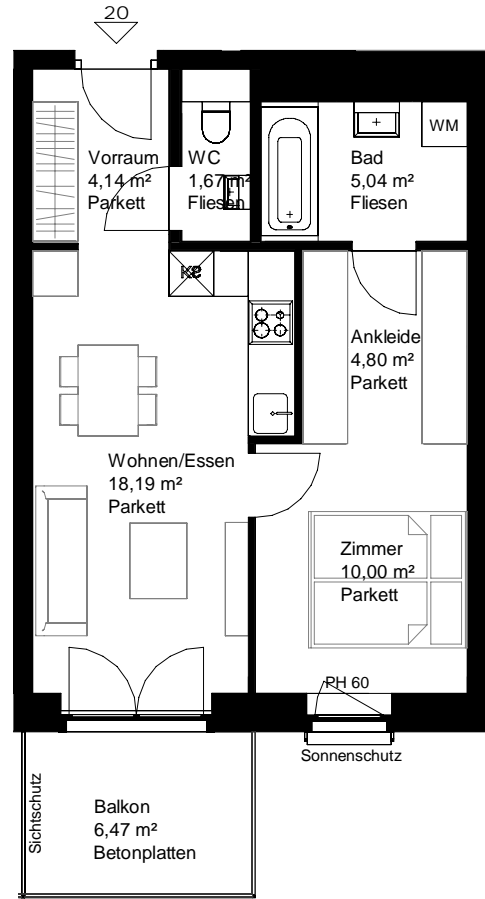 20
Vorraum
4,14 m²
Parkett
WC
1,67 m²
Fliesen
Bad
5,04 m²
Fliesen
WM
KS
Ankleide
4,80 m²
Parkett
Wohnen/Essen
18,19 m²
Parkett
Zimmer
10,00 m²
Parkett
PH 60
Sonnenschutz
Sichtschutz
Balkon
6,47 m²
Betonplatten